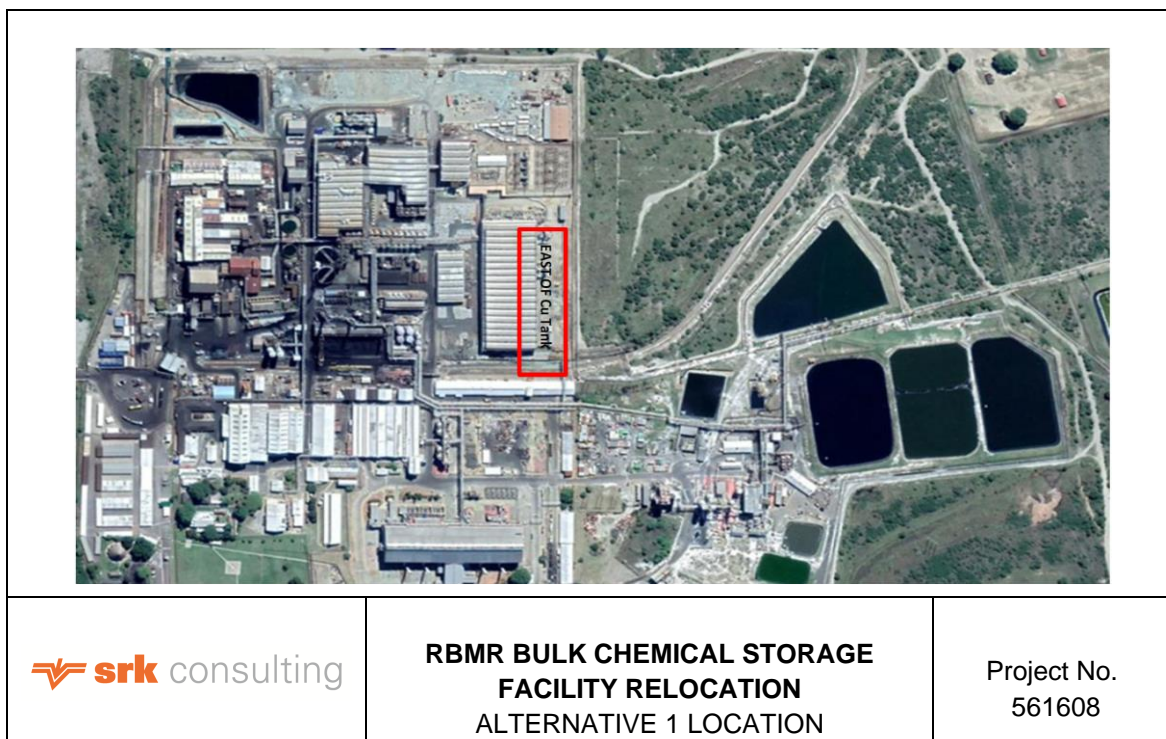 EAST OF Cu Tank
srk consulting
RBMR BULK CHEMICAL STORAGE
FACILITY RELOCATION
ALTERNATIVE 1 LOCATION
Project No.
561608